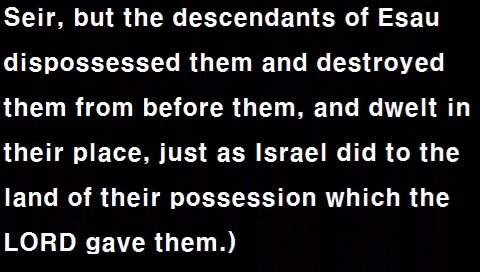 Seir, but the descendants of Esau
dispossessed them and destroyed
them from before them, and dwelt in
their place, just as Israel did to the
land of their possession which the
LORD gave them.)